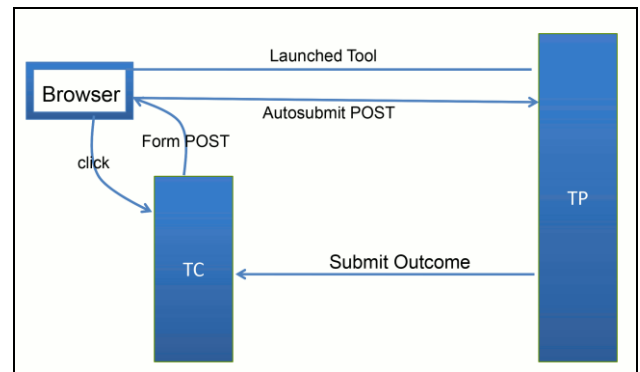 Launched Tool
Browser
Autosubmit POST
Form POST
click
TC
TP
Submit Outcome